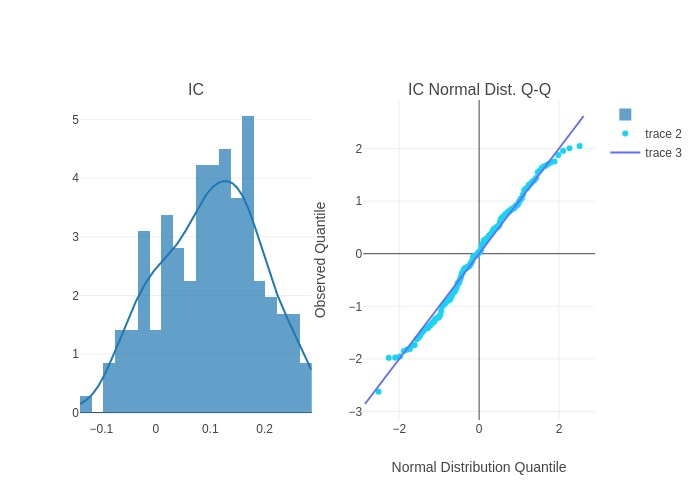 IC
IC Normal Dist. Q-Q
5
4
3
2
1
0
−0.1 0 0.1 0.2
Observed Quantile
2
1
0
−1
−2
−3
−2 0 2
Normal Distribution Quantile
trace 2
trace 3